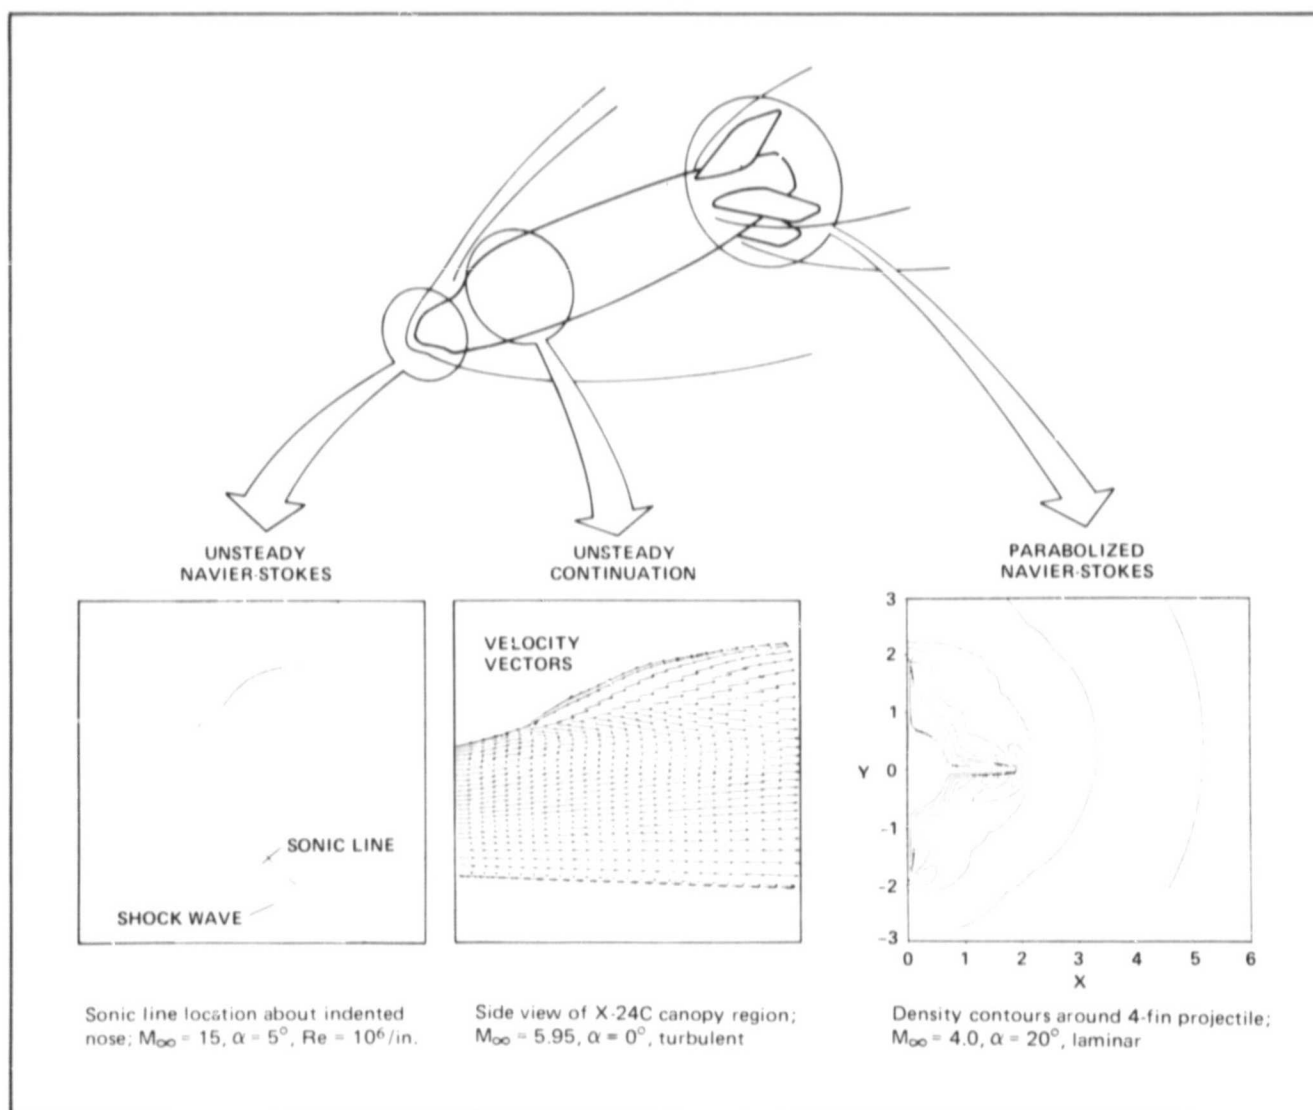 UNSTEADY
NAVIER-STOKES
UNSTEADY
CONTINUATION
PARABOLIZED
NAVIER-STOKES
SONIC LINE
SHOCK WAVE
VELOCITY
VECTORS
3
2
1
Y 0
-1
-2
-3
0 1 2 3 4 5 6
X
Sonic line location about indented
nose; M∞ = 15, α = 5°, Re = 10⁶/in.
Side view of X-24C canopy region;
M∞ = 5.95, α = 0°, turbulent
Density contours around 4-fin projectile;
M∞ = 4.0, α = 20°, laminar